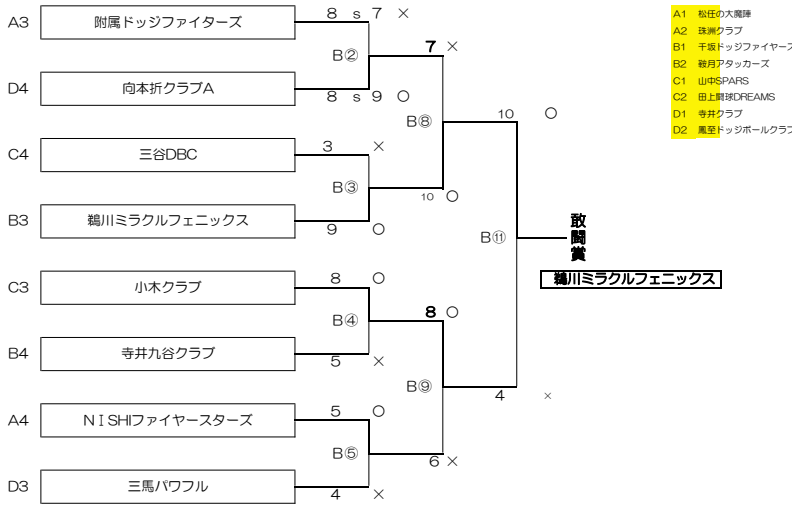 A3 附属ドッジファイターズ 8 s 7 ×
B②
D4 向本折クラブA 8 s 9 ○
7 ×
B⑧
C4 三谷DBC 3 ×
B③
B3 鵜川ミラクルフェニックス 9 ○
10 ○
10 ○
B⑪
敢闘賞
鵜川ミラクルフェニックス
C3 小木クラブ 8 ○
B④
B4 寺井九谷クラブ 5 ×
8 ○
B⑨
4 ×
A4 NISHIファイヤースターズ 5 ○
B⑤
D3 三馬パワフル 4 ×
6 ×
A1 松任の大魔陣
A2 珠洲クラブ
B1 千坂ドッジファイヤーズ
B2 鞍月アタッカーズ
C1 山中SPARS
C2 田上闘球DREAMS
D1 寺井クラブ
D2 鳳至ドッジボールクラブ